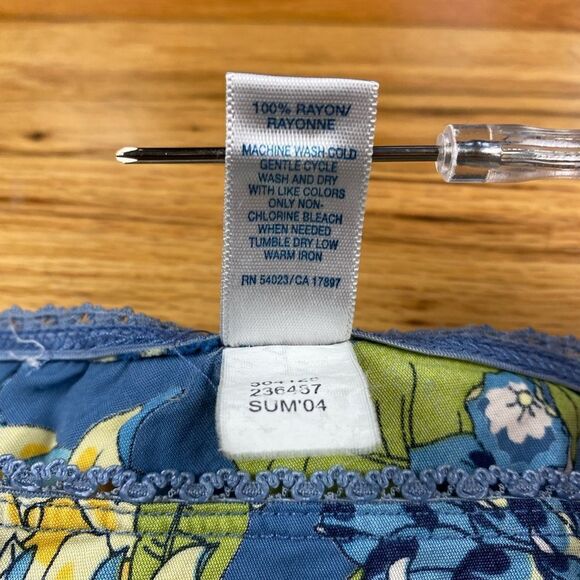 100% RAYON/
RAYONNE
MACHINE WASH COLD
GENTLE CYCLE
WASH AND DRY
WITH LIKE COLORS
ONLY NON-
CHLORINE BLEACH
WHEN NEEDED
TUMBLE DRY LOW
WARM IRON
RN 54023/CA 17897
236487
SUM'04